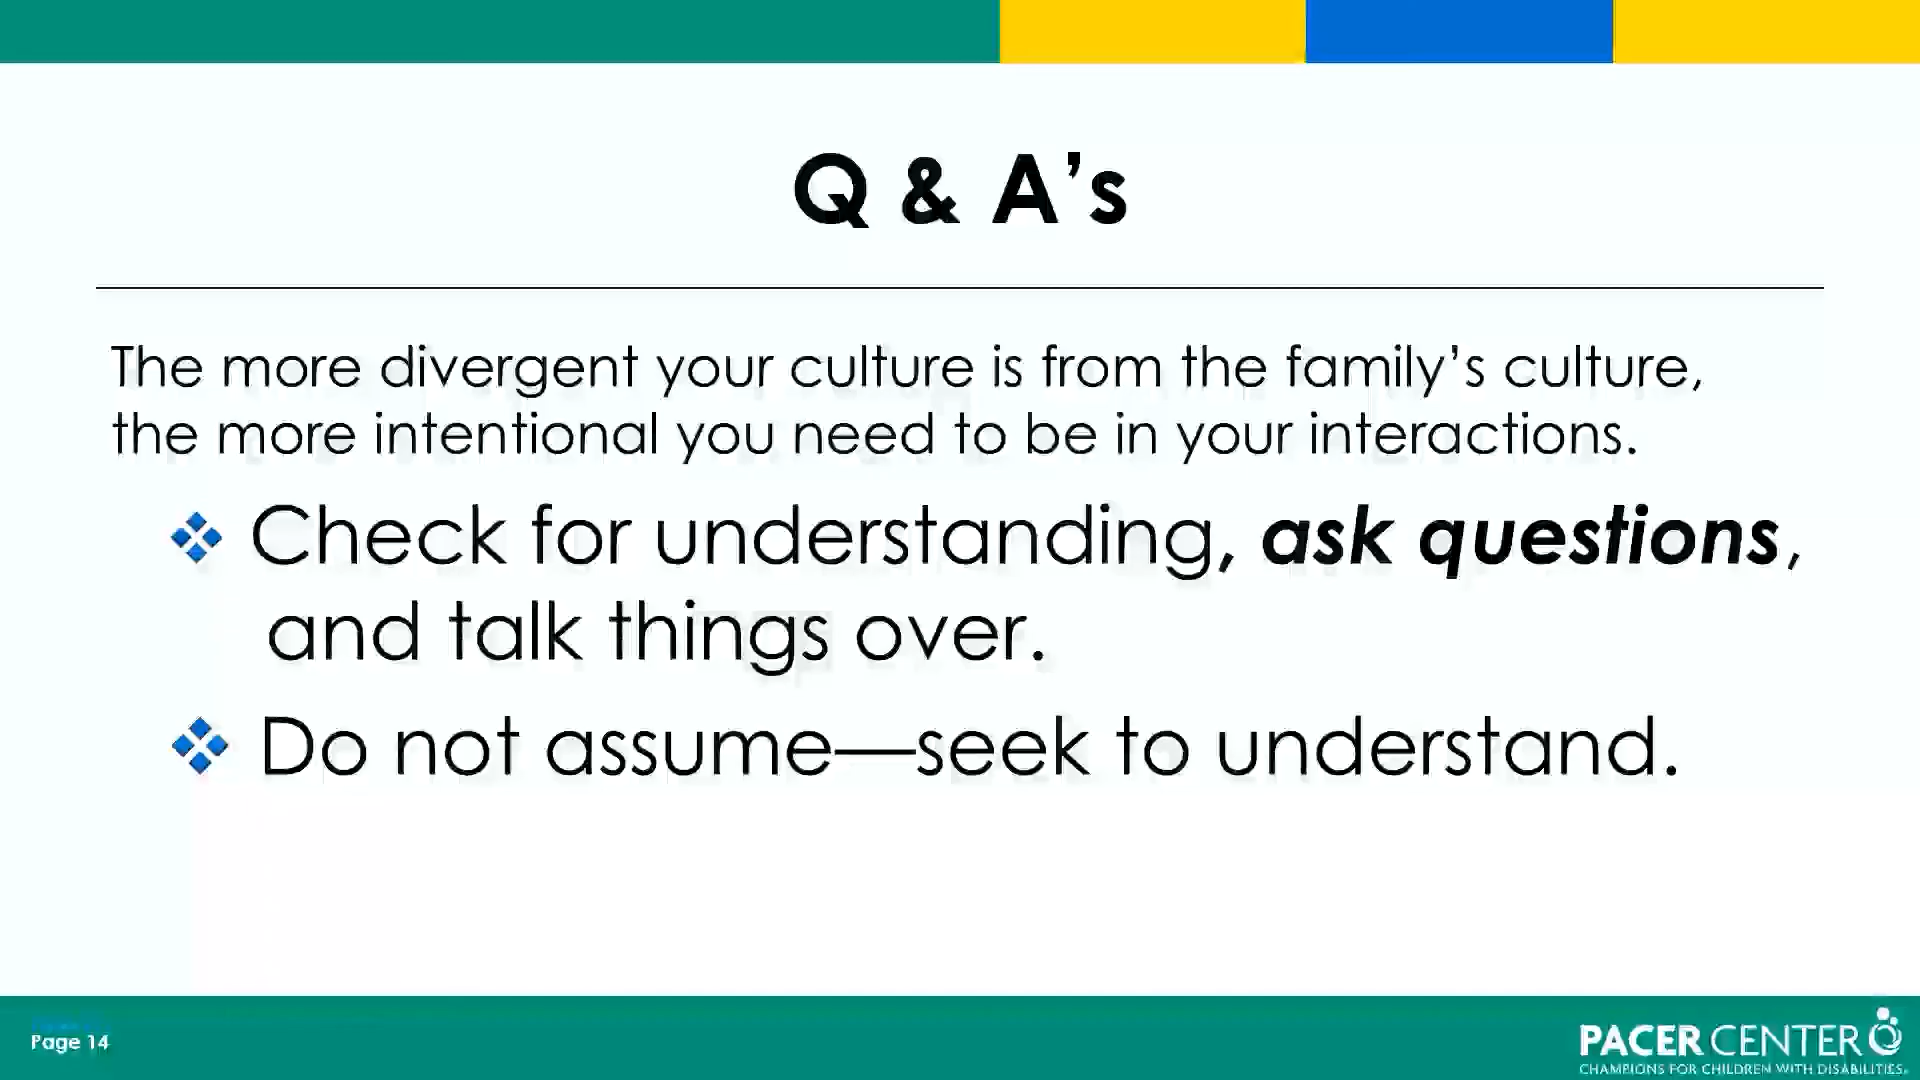 Q & A’s
The more divergent your culture is from the family’s culture,
the more intentional you need to be in your interactions.
❖ Check for understanding, ask questions,
and talk things over.
❖ Do not assume—seek to understand.
Page 14
PACER CENTER
CHAMPIONS FOR CHILDREN WITH DISABILITIES®